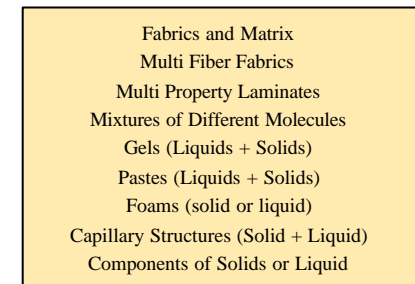 Fabrics and Matrix
Multi Fiber Fabrics
Multi Property Laminates
Mixtures of Different Molecules
Gels (Liquids + Solids)
Pastes (Liquids + Solids)
Foams (solid or liquid)
Capillary Structures (Solid + Liquid)
Components of Solids or Liquid